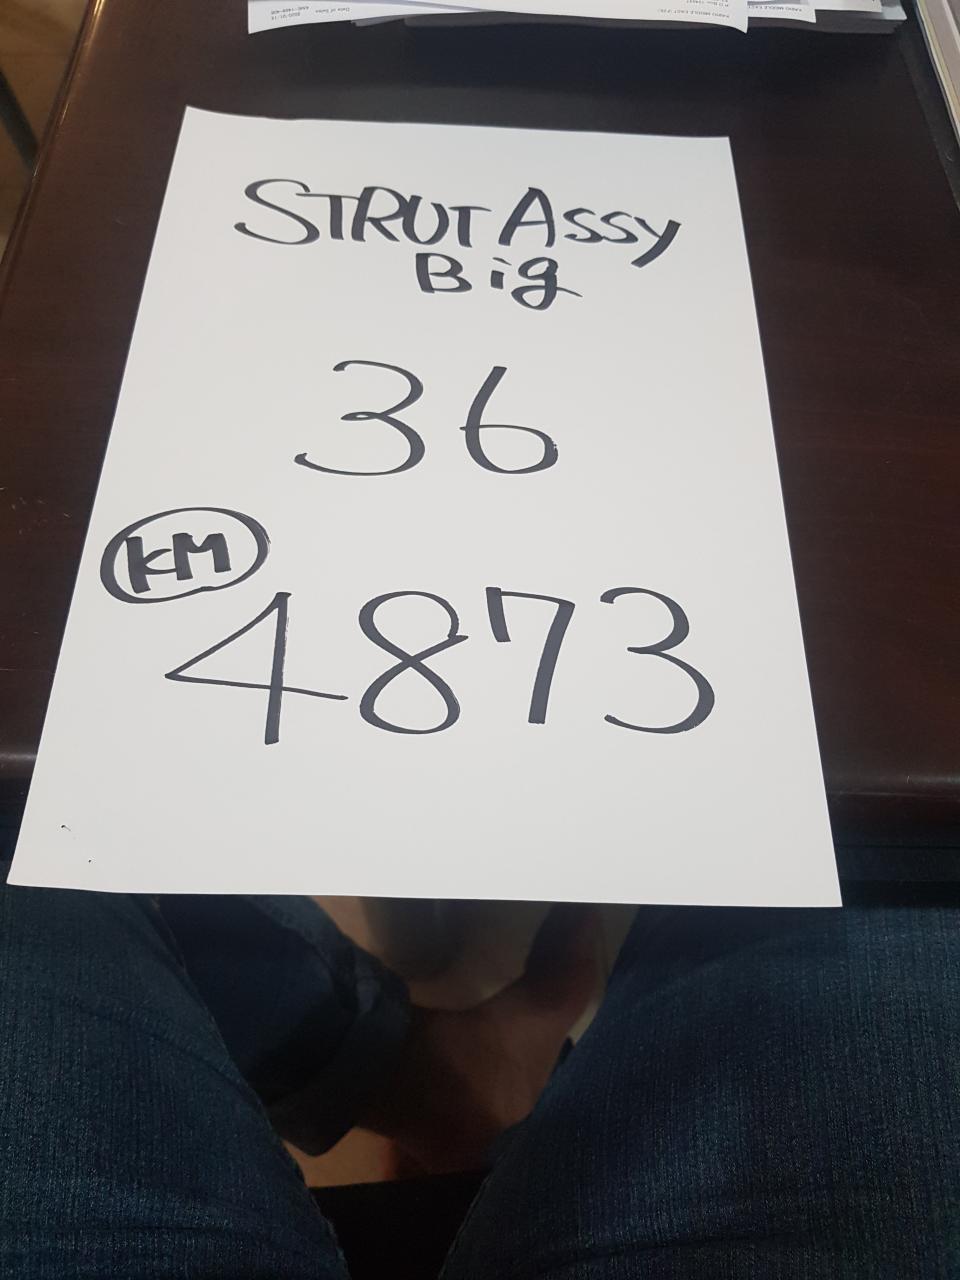 STRUT ASSY
Big
36
KM
4873